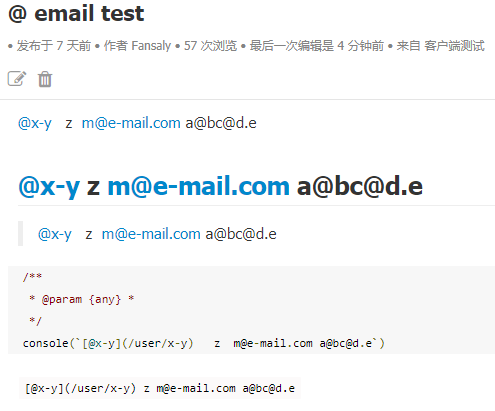 @ email test
• 发布于 7 天前 • 作者 Fansaly • 57 次浏览 • 最后一次编辑是 4 分钟前 • 来自 客户端测试
@x-y z m@e-mail.com a@bc@d.e
@x-y z m@e-mail.com a@bc@d.e
@x-y z m@e-mail.com a@bc@d.e
/**
 * @param {any} *
 */
console(`[@x-y](/user/x-y)   z  m@e-mail.com a@bc@d.e`)
[@x-y](/user/x-y) z m@e-mail.com a@bc@d.e